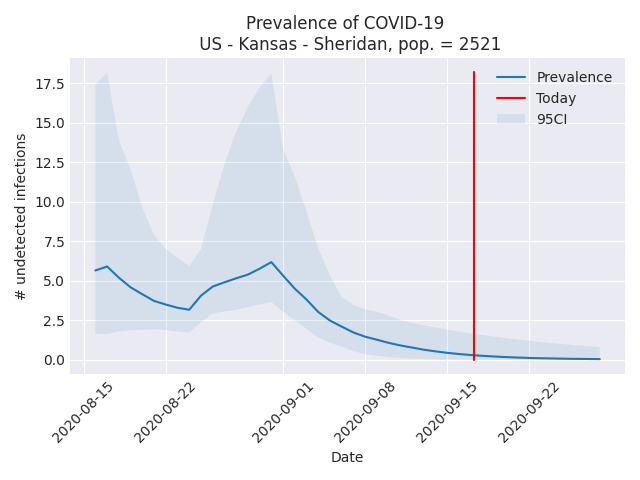 Prevalence of COVID-19
US - Kansas - Sheridan, pop. = 2521
Prevalence
Today
95CI
# undetected infections
17.5
15.0
12.5
10.0
7.5
5.0
2.5
0.0
2020-08-15
2020-08-22
2020-09-01
2020-09-08
2020-09-15
2020-09-22
Date